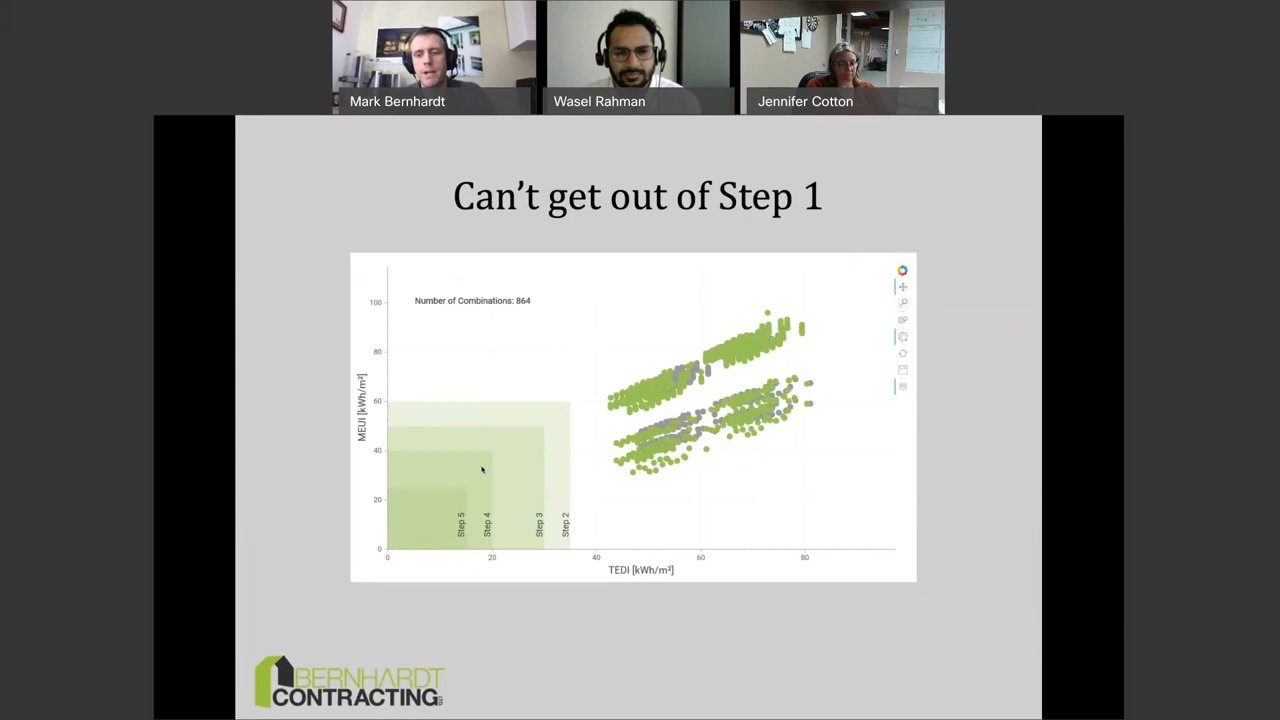 Mark Bernhardt
Wasel Rahman
Jennifer Cotton
Can't get out of Step 1
Number of Combinations: 864
100
80
60
40
20
0
MEUI [kWh/m²]
Step 5
Step 4
Step 3
Step 2
0
20
40
60
80
TEDI [kWh/m²]
BERNHARDT
CONTRACTING